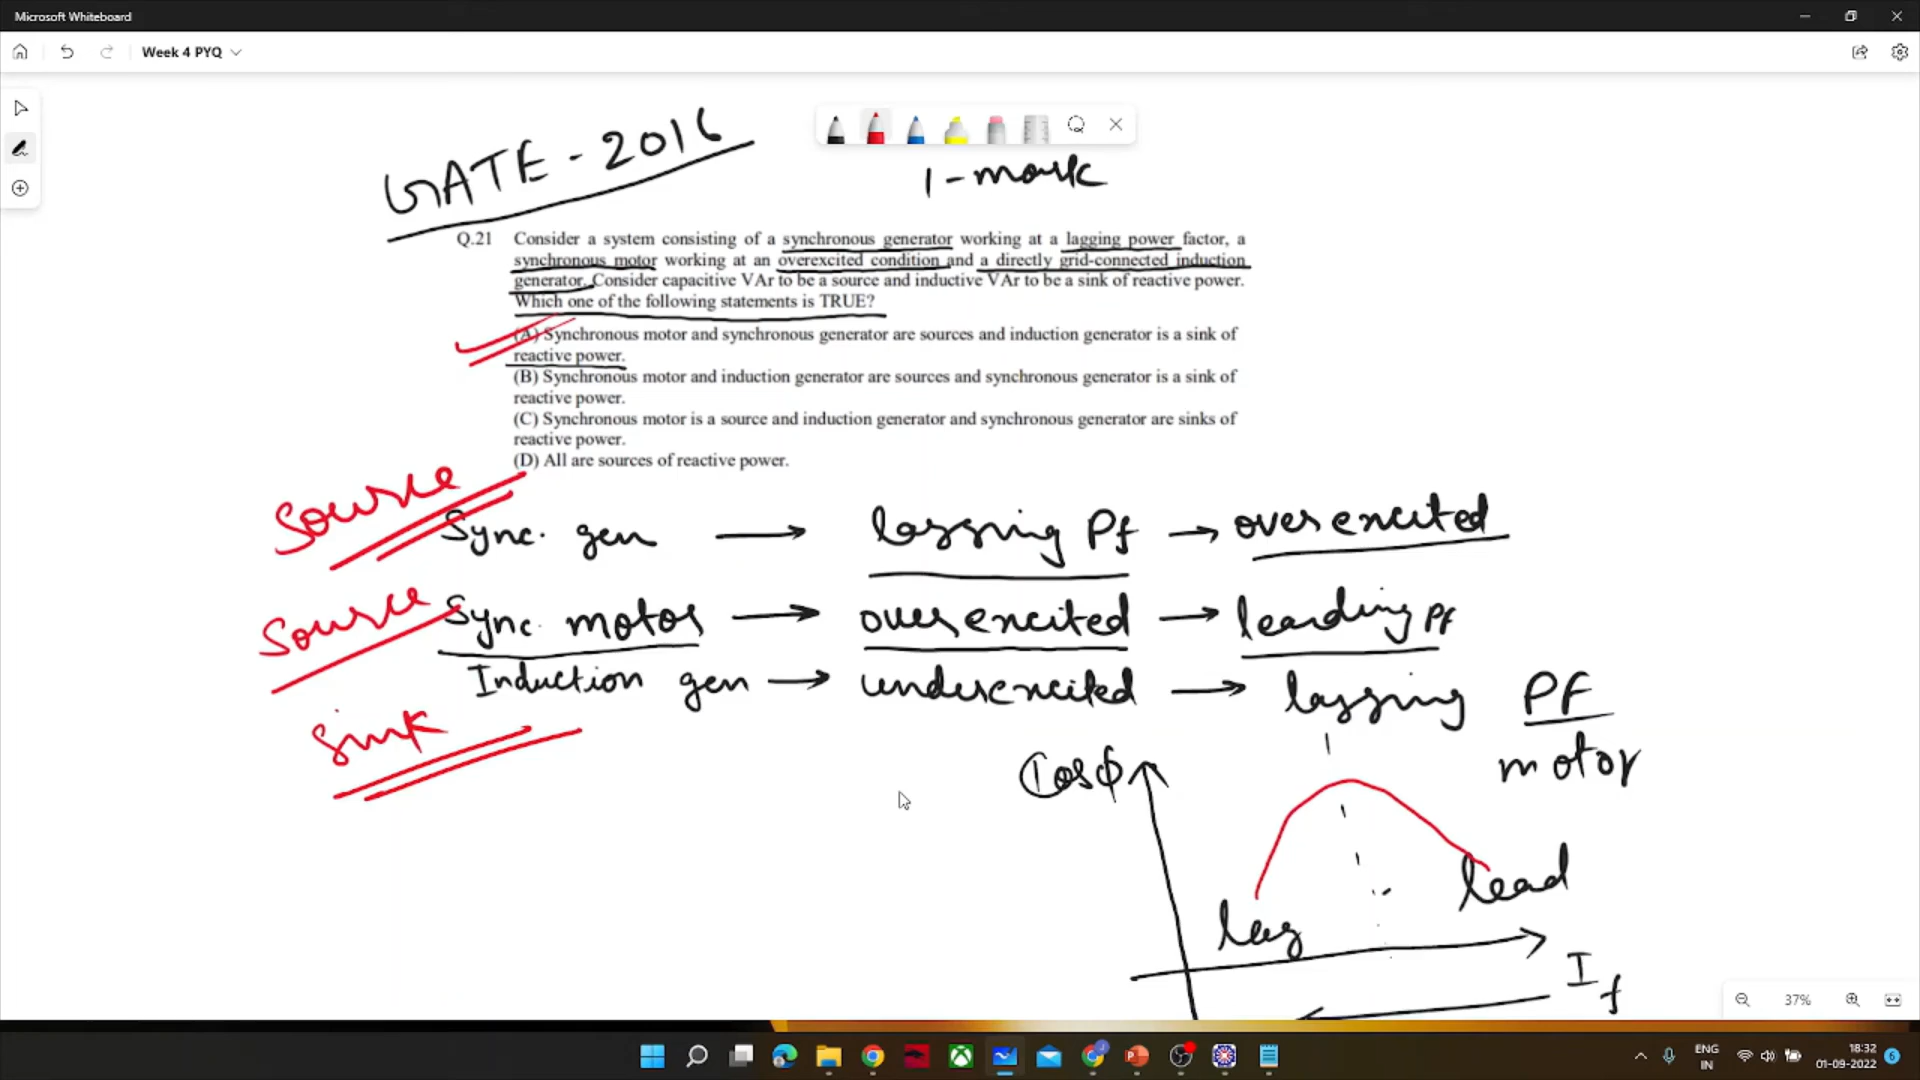 Microsoft Whiteboard
Week 4 PYQ
GATE - 2016
1 - mark
Q.21 Consider a system consisting of a synchronous generator working at a lagging power factor, a
synchronous motor working at an overexcited condition and a directly grid-connected induction
generator. Consider capacitive VAr to be a source and inductive VAr to be a sink of reactive power.
Which one of the following statements is TRUE?
(A) Synchronous motor and synchronous generator are sources and induction generator is a sink of
reactive power.
(B) Synchronous motor and induction generator are sources and synchronous generator is a sink of
reactive power.
(C) Synchronous motor is a source and induction generator and synchronous generator are sinks of
reactive power.
(D) All are sources of reactive power.
Source Sync. gen → lagging Pf → overexcited
Source Sync. motor → overexcited → leading Pf
Induction gen → underexcited → lagging PF
Sink
motor
Cosϕ
lead
lag
If
37%
ENG
IN
18:32
01-09-2022
6